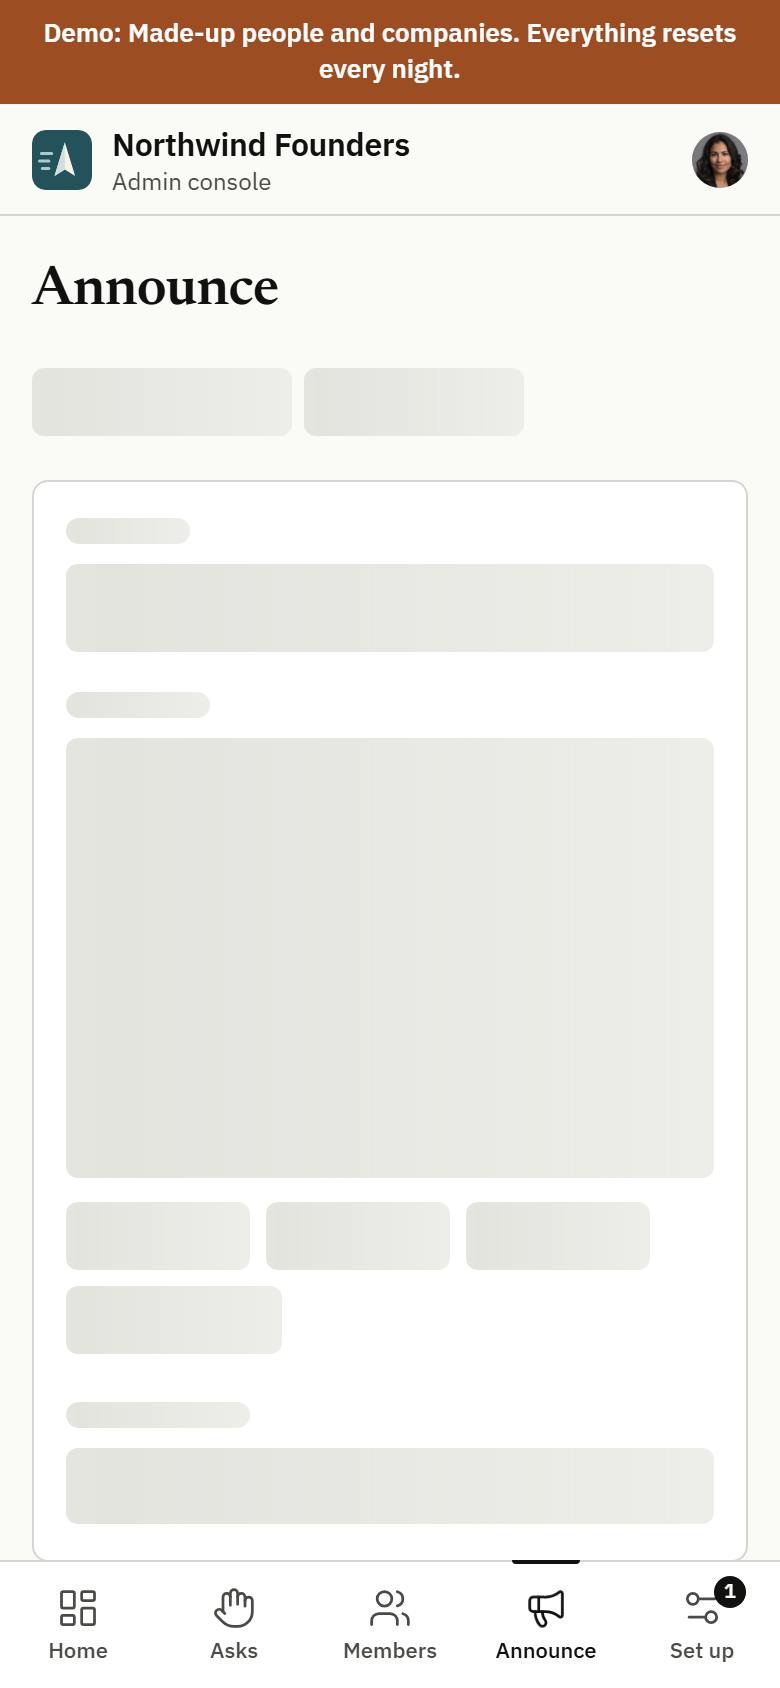 Demo: Made-up people and companies. Everything resets
every night.
Northwind Founders
Admin console
Announce
1
Home
Asks
Members
Announce
Set up